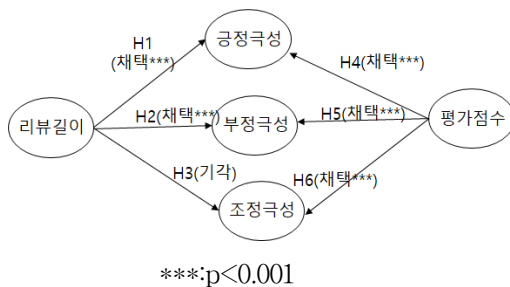 긍정극성
H1
(채택***)
H4(채택***)
리뷰길이
H2(채택***)
부정극성
H5(채택***)
평가점수
H3(기각)
H6(채택***)
조정극성
***:p<0.001